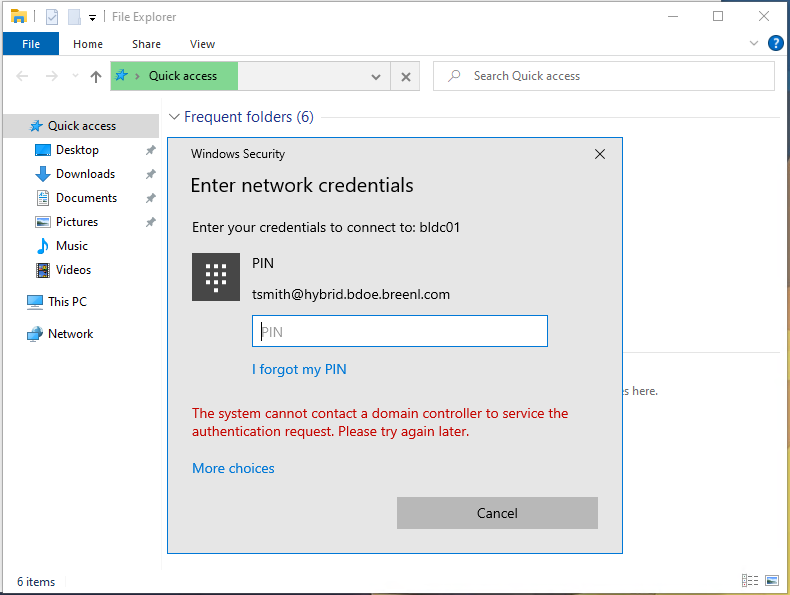 File Explorer
File Home Share View
?
Quick access
Search Quick access
Quick access
Desktop
Downloads
Documents
Pictures
Music
Videos
This PC
Network
Frequent folders (6)
Windows Security
Enter network credentials
Enter your credentials to connect to: bldc01
PIN
tsmith@hybrid.bdoe.breenl.com
PIN
I forgot my PIN
The system cannot contact a domain controller to service the
authentication request. Please try again later.
More choices
Cancel
s here.
6 items